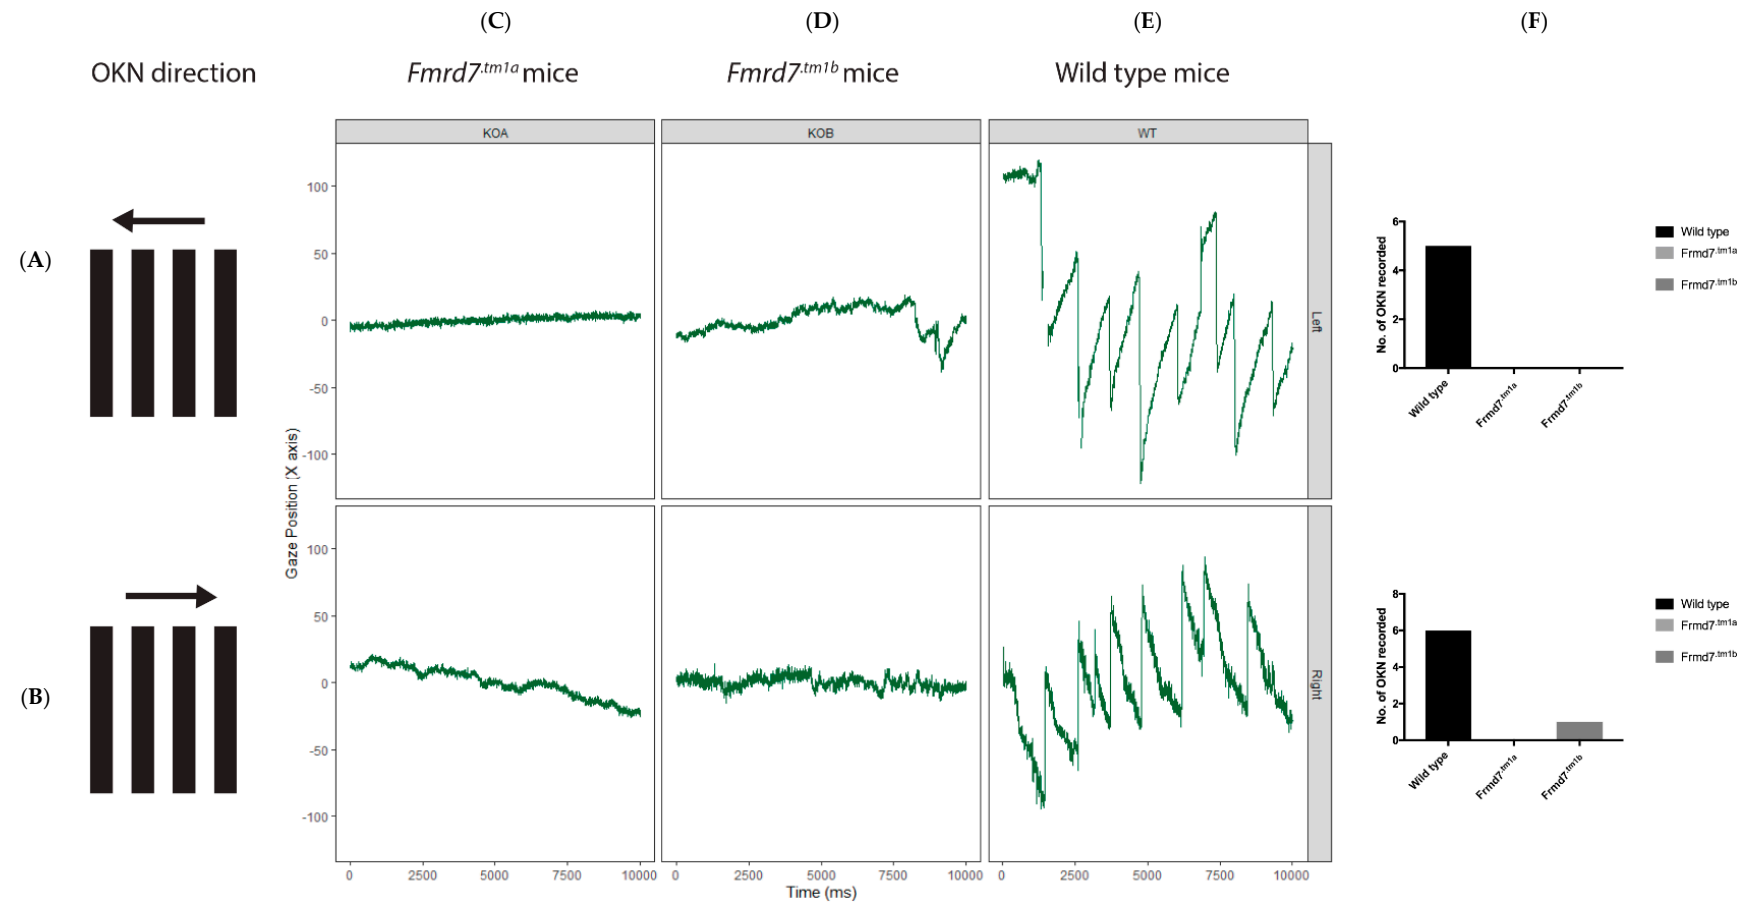 (C) (D) (E) (F)
OKN direction Fmrd7.tm1a mice Fmrd7.tm1b mice Wild type mice
KOA KOB WT
(A)
100
50
0
-50
-100
Left
No. of OKN recorded
6
4
2
0
Wild type
Frmd7.tm1a
Frmd7.tm1b
Wild type
Frmd7.tm1a
Frmd7.tm1b
Gaze Position (X axis)
(B)
100
50
0
-50
-100
Right
No. of OKN recorded
8
6
4
2
0
Wild type
Frmd7.tm1a
Frmd7.tm1b
Wild type
Frmd7.tm1a
Frmd7.tm1b
0 2500 5000 7500 10000 0 2500 5000 7500 10000 0 2500 5000 7500 10000
Time (ms)